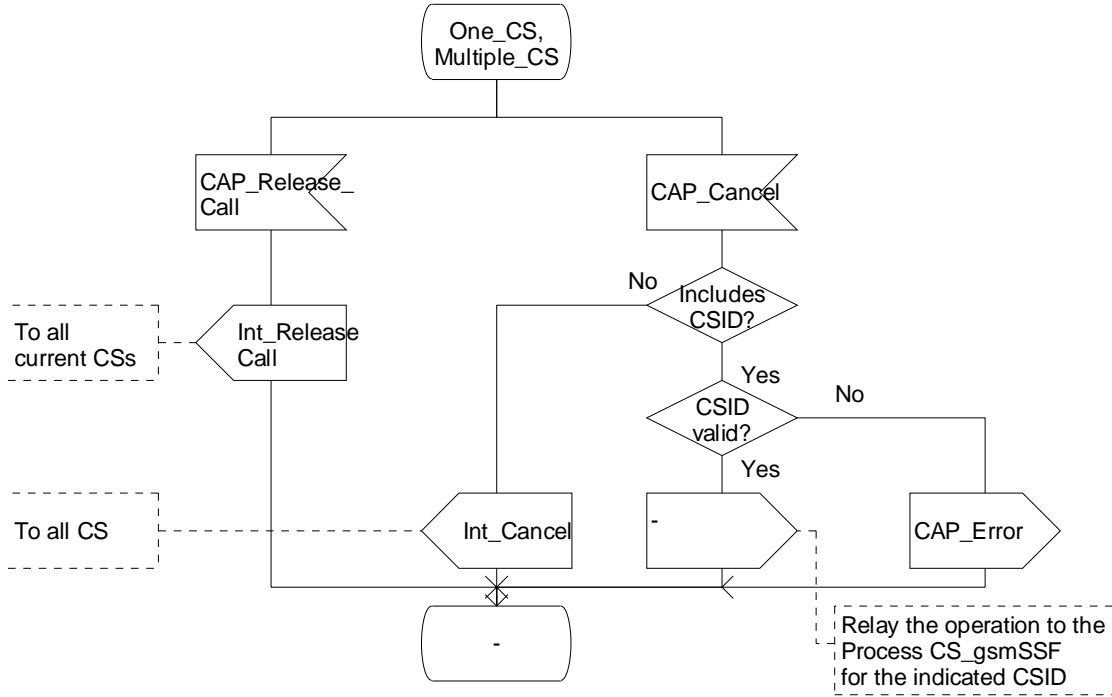 One_CS,
Multiple_CS
CAP_Release_
Call
CAP_Cancel
No
Includes
CSID?
To all
current CSs
Int_Release
Call
Yes
No
CSID
valid?
Yes
To all CS
Int_Cancel
-
CAP_Error
-
Relay the operation to the
Process CS_gsmSSF
for the indicated CSID